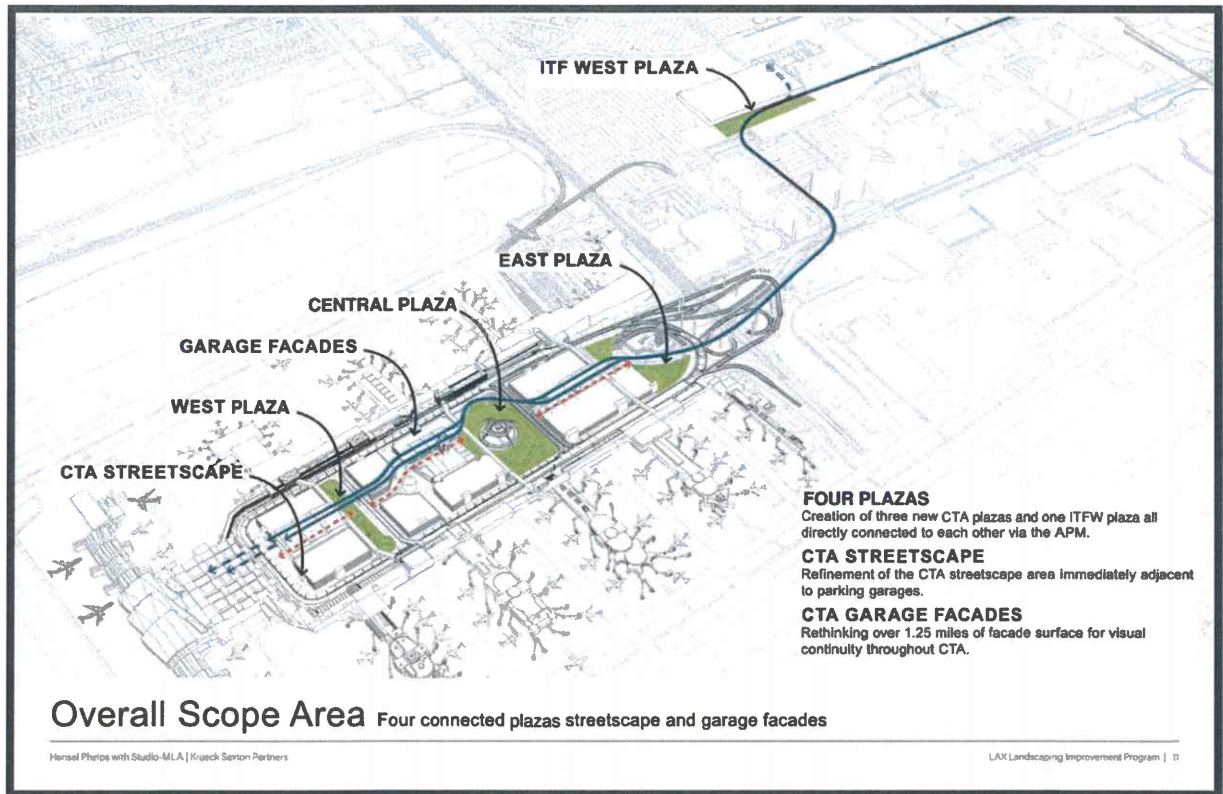 ITF WEST PLAZA
EAST PLAZA
CENTRAL PLAZA
GARAGE FACADES
WEST PLAZA
CTA STREETSCAPE
FOUR PLAZAS
Creation of three new CTA plazas and one ITFW plaza all
directly connected to each other via the APM.
CTA STREETSCAPE
Refinement of the CTA streetscape area immediately adjacent
to parking garages.
CTA GARAGE FACADES
Rethinking over 1.25 miles of facade surface for visual
continuity throughout CTA.
Overall Scope Area Four connected plazas streetscape and garage facades
Hensel Phelps with Studio-MLA | Krueck Sexton Partners
LAX Landscaping Improvement Program | 11